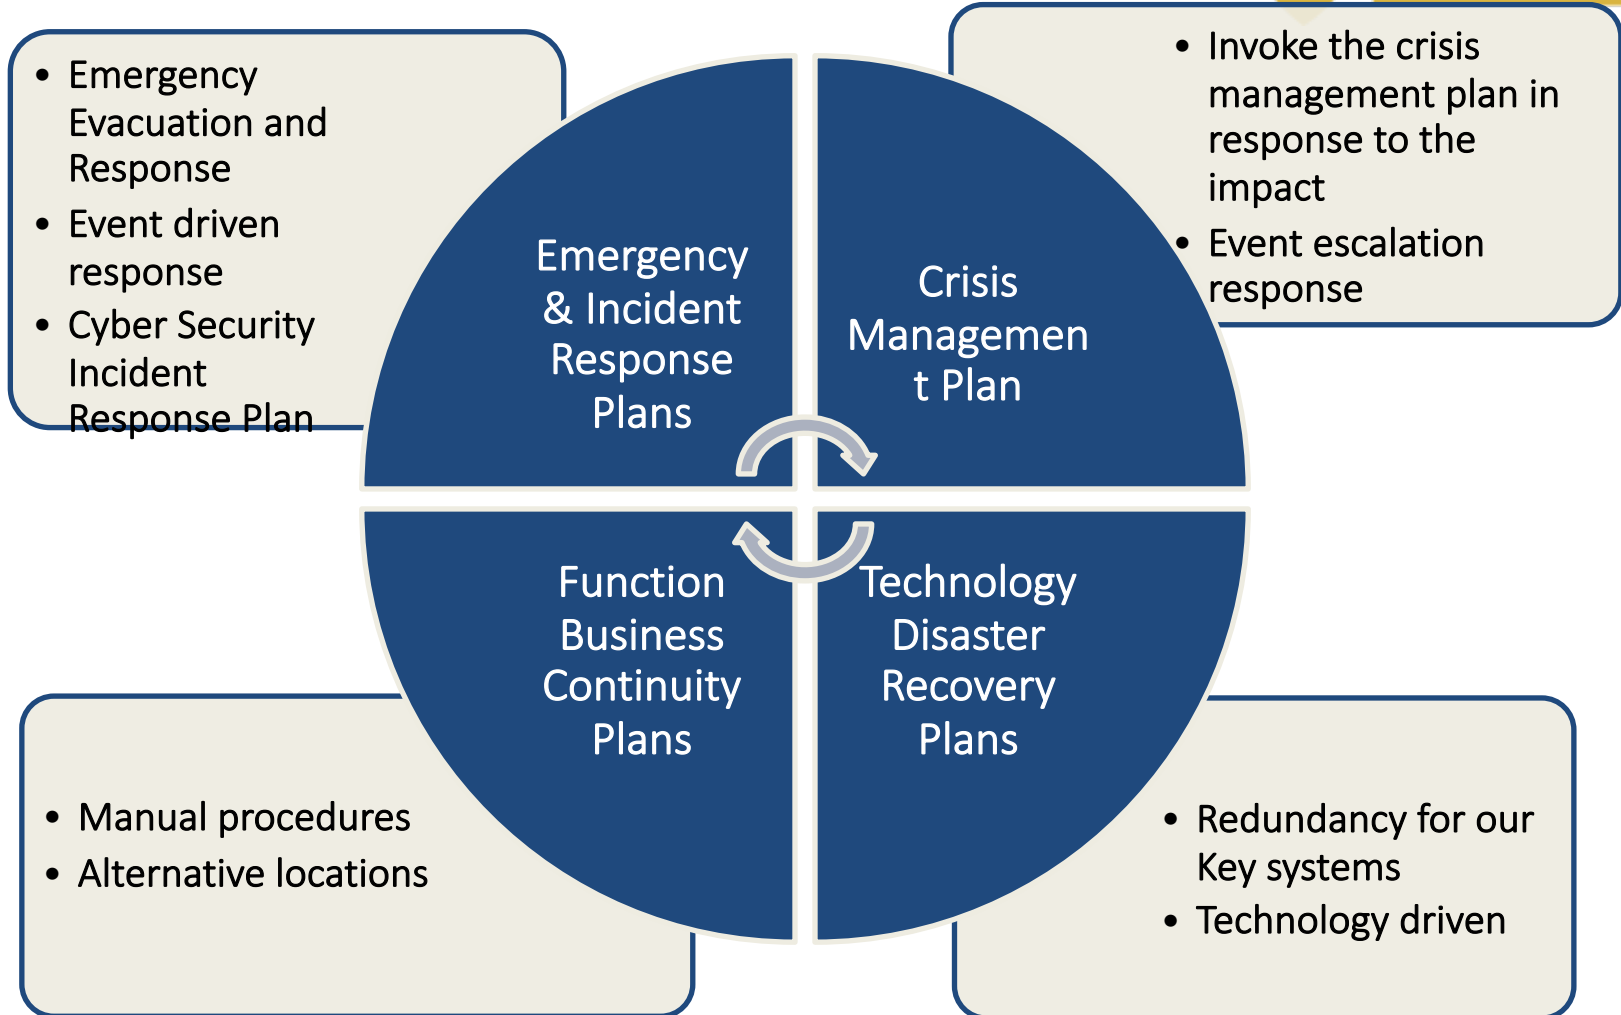 • Emergency
Evacuation and
Response
• Event driven
response
• Cyber Security
Incident
Response Plan
• Invoke the crisis
management plan in
response to the
impact
• Event escalation
response
Emergency
& Incident
Response
Plans
Crisis
Managemen
t Plan
Function
Business
Continuity
Plans
Technology
Disaster
Recovery
Plans
• Manual procedures
• Alternative locations
• Redundancy for our
Key systems
• Technology driven